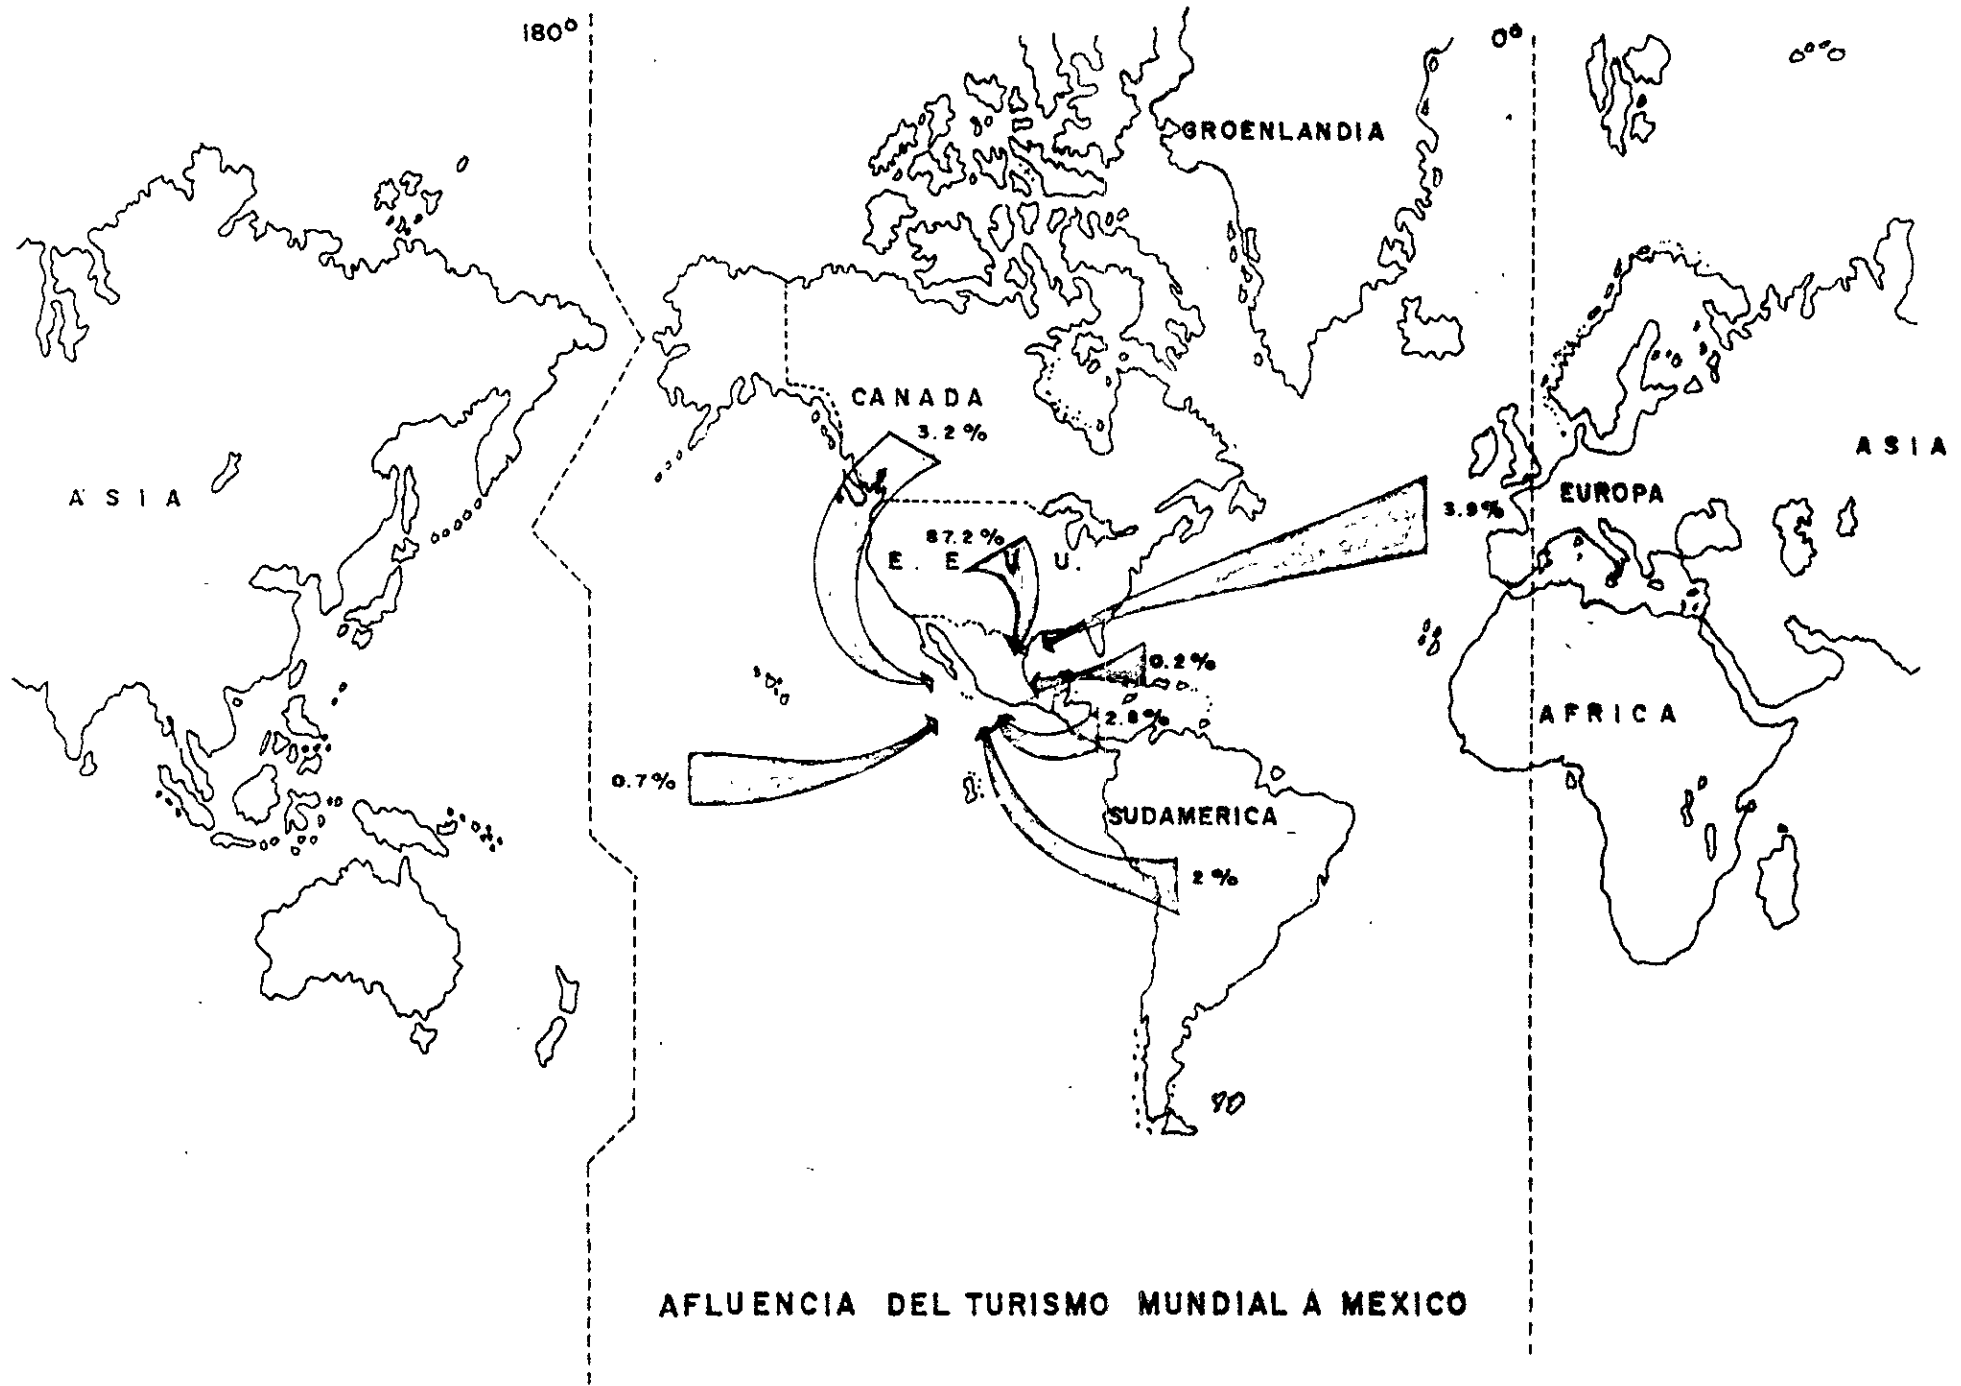 180°
0°
GROENLANDIA
CANADA
3.2%
ASIA
ASIA
EUROPA
3.9%
87.2%
E. E U U.
0.2%
2.8%
AFRICA
0.7%
SUDAMERICA
2%
AFLUENCIA DEL TURISMO MUNDIAL A MEXICO